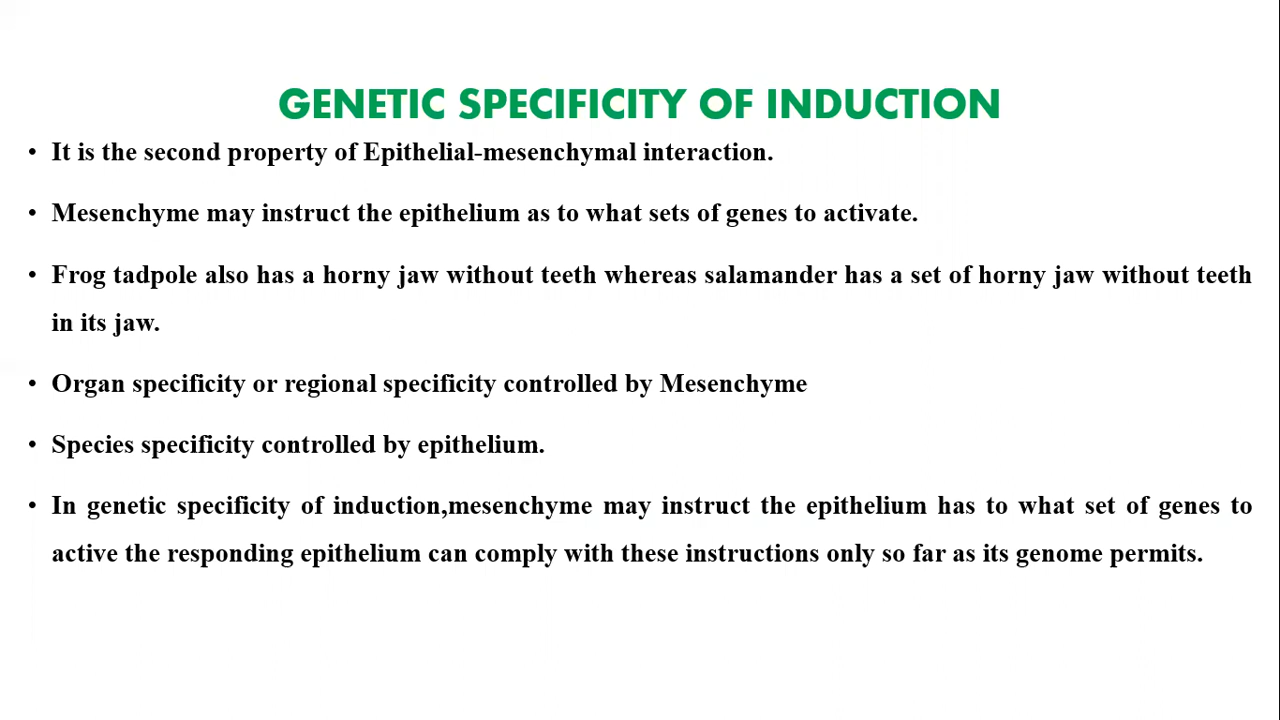 GENETIC SPECIFICITY OF INDUCTION
• It is the second property of Epithelial-mesenchymal interaction.
• Mesenchyme may instruct the epithelium as to what sets of genes to activate.
• Frog tadpole also has a horny jaw without teeth whereas salamander has a set of horny jaw without teeth
in its jaw.
• Organ specificity or regional specificity controlled by Mesenchyme
• Species specificity controlled by epithelium.
• In genetic specificity of induction,mesenchyme may instruct the epithelium has to what set of genes to
active the responding epithelium can comply with these instructions only so far as its genome permits.